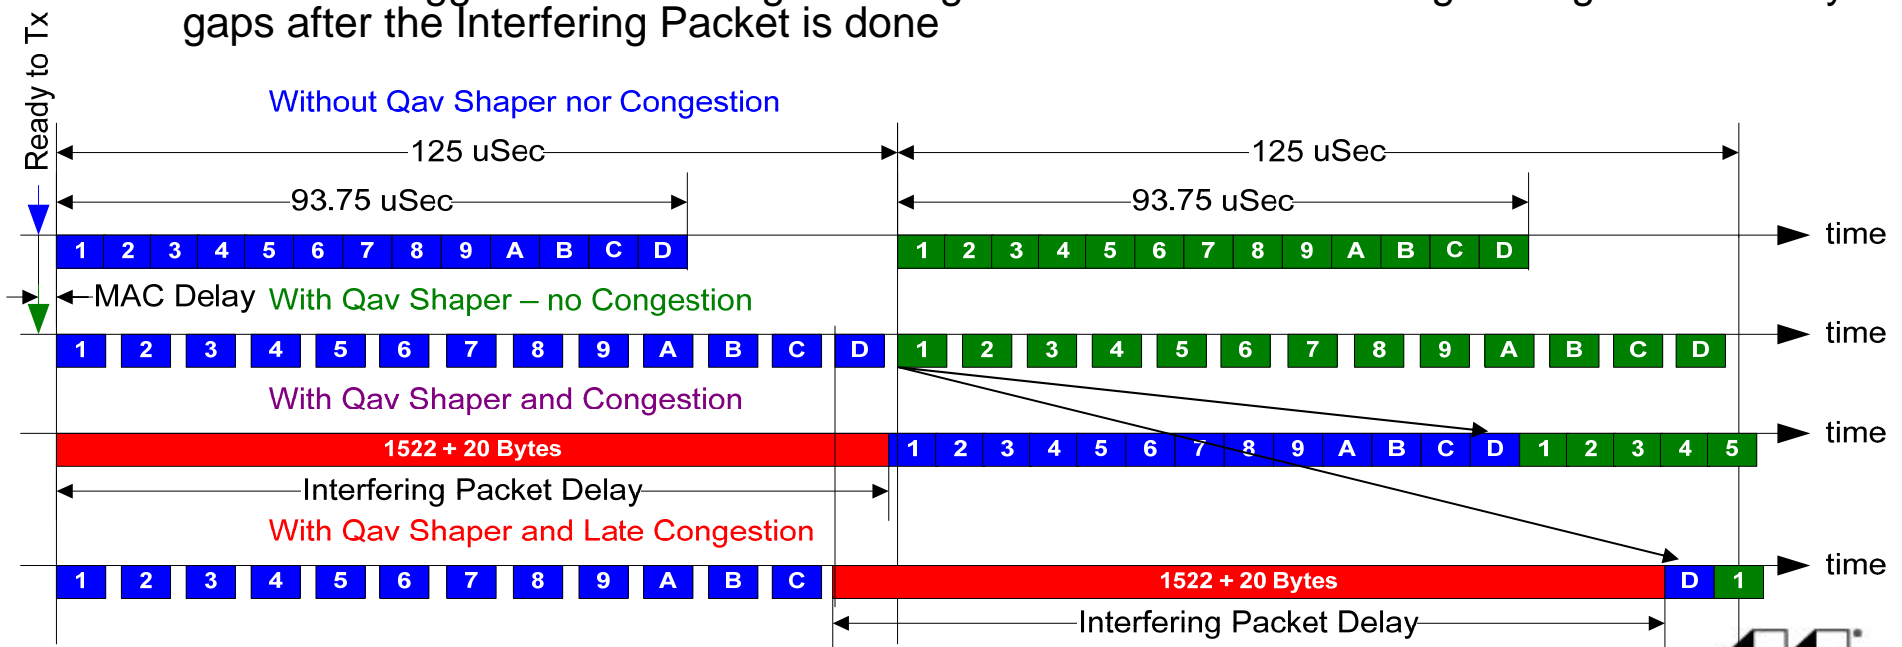 gaps after the Interfering Packet is done
Ready to Tx
Without Qav Shaper nor Congestion
125 uSec 125 uSec
93.75 uSec 93.75 uSec
1 2 3 4 5 6 7 8 9 A B C D 1 2 3 4 5 6 7 8 9 A B C D time
MAC Delay With Qav Shaper – no Congestion
1 2 3 4 5 6 7 8 9 A B C D 1 2 3 4 5 6 7 8 9 A B C D time
With Qav Shaper and Congestion
1522 + 20 Bytes 1 2 3 4 5 6 7 8 9 A B C D 1 2 3 4 5 time
Interfering Packet Delay
With Qav Shaper and Late Congestion
1 2 3 4 5 6 7 8 9 A B C 1522 + 20 Bytes D 1 time
Interfering Packet Delay